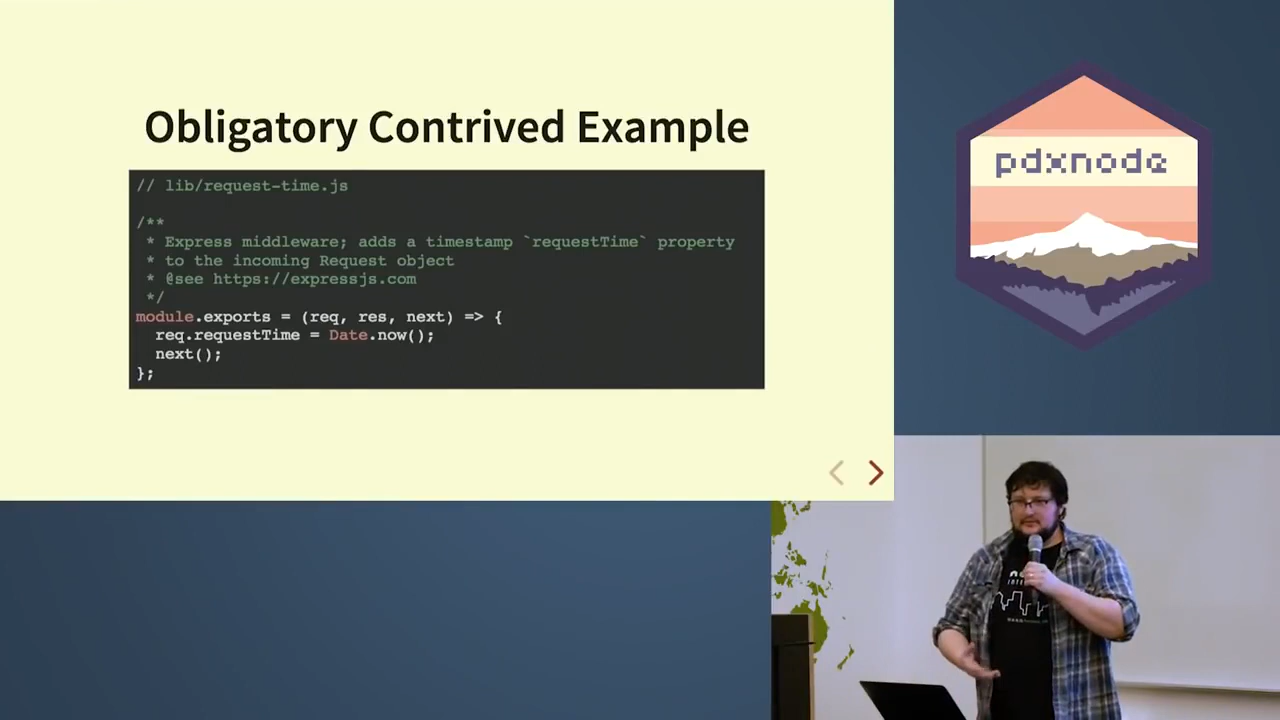 Obligatory Contrived Example
// lib/request-time.js
/**
 * Express middleware; adds a timestamp `requestTime` property
 * to the incoming Request object
 * @see https://expressjs.com
 */
module.exports = (req, res, next) => {
  req.requestTime = Date.now();
  next();
};
pdxnode